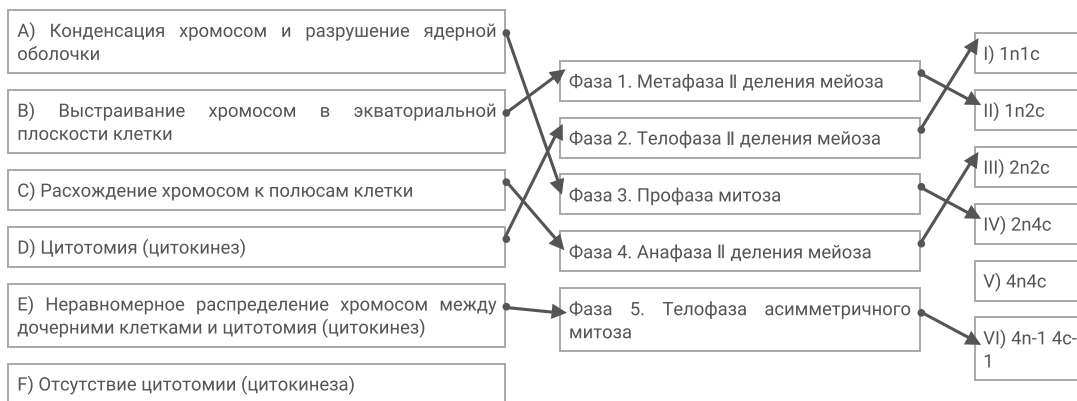 A) Конденсация хромосом и разрушение ядерной
оболочки
B) Выстраивание хромосом в экваториальной
плоскости клетки
C) Расхождение хромосом к полюсам клетки
D) Цитотомия (цитокинез)
E) Неравномерное распределение хромосом между
дочерними клетками и цитотомия (цитокинез)
F) Отсутствие цитотомии (цитокинеза)
Фаза 1. Метафаза II деления мейоза
Фаза 2. Телофаза II деления мейоза
Фаза 3. Профаза митоза
Фаза 4. Анафаза II деления мейоза
Фаза 5. Телофаза асимметричного
митоза
I) 1n1c
II) 1n2c
III) 2n2c
IV) 2n4c
V) 4n4c
VI) 4n-1 4c-
1